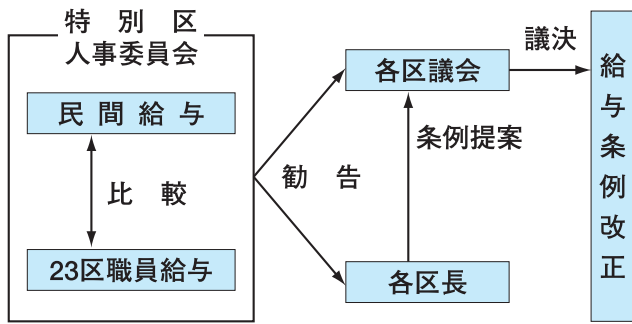 特別区
人事委員会
民間給与
比較
23区職員給与
勧告
各区議会
条例提案
各区長
議決
給与条例改正